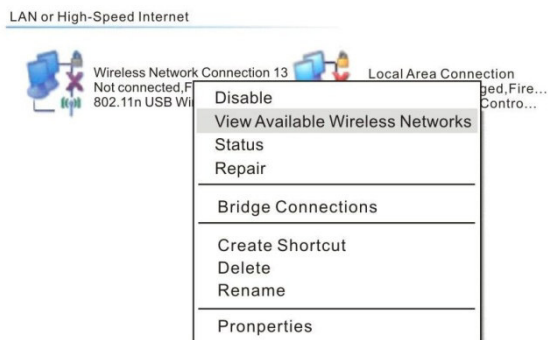 LAN or High-Speed Internet
Wireless Network Connection 13
Not connected,F
802.11n USB Wi
Local Area Connection
ged,Fire...
Contro...
Disable
View Available Wireless Networks
Status
Repair
Bridge Connections
Create Shortcut
Delete
Rename
Pronperties